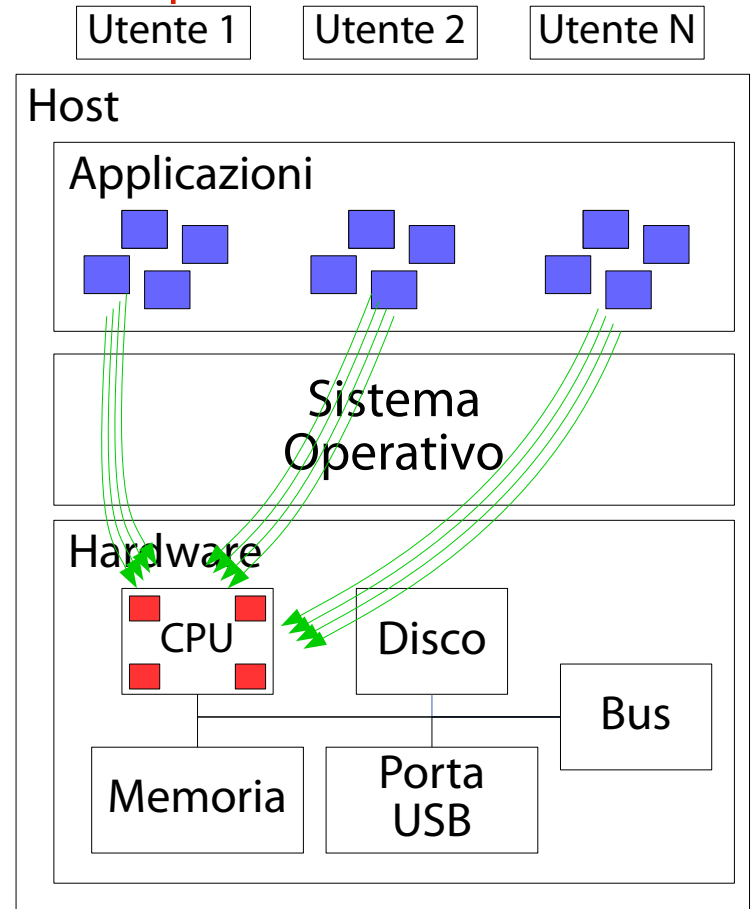 Utente 1
Utente 2
Utente N
Host
Applicazioni
Sistema
Operativo
Hardware
CPU
Disco
Bus
Memoria
Porta
USB